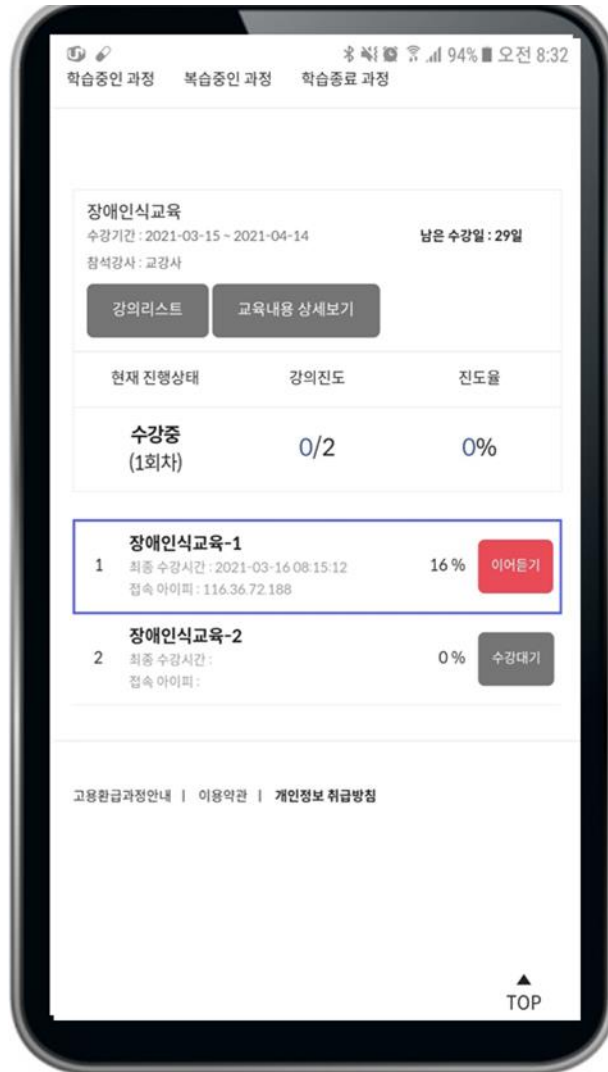 94% 오전 8:32
학습중인 과정 복습중인 과정 학습종료 과정
장애인식교육
수강기간 : 2021-03-15 ~ 2021-04-14 남은 수강일 : 29일
참석강사 : 교강사
강의리스트 교육내용 상세보기
현재 진행상태 강의진도 진도율
수강중 0/2 0%
(1회차)
장애인식교육-1
1 최종 수강시간 : 2021-03-16 08:15:12 16 % 이어듣기
접속 아이피 : 116.36.72.188
장애인식교육-2
2 최종 수강시간 : 0 % 수강대기
접속 아이피 :
고용환급과정안내 | 이용약관 | 개인정보 취급방침
▲
TOP